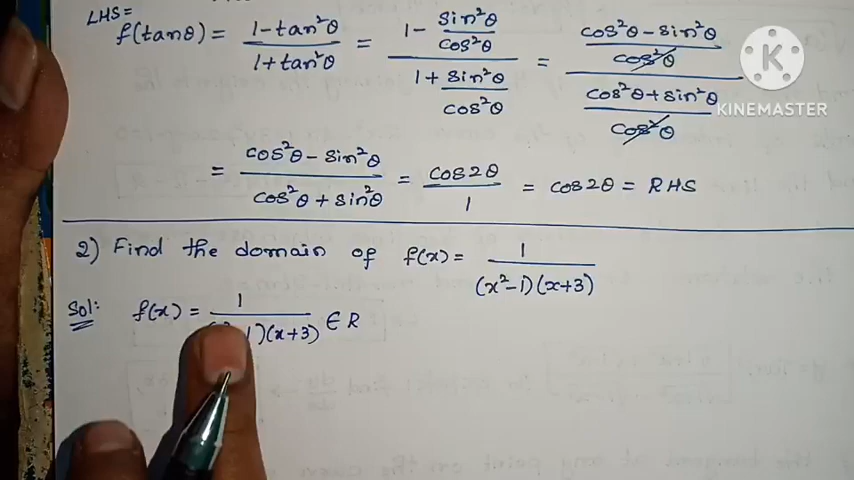 LHS:
f(tanθ) = (1-tan²θ)/(1+tan²θ) = (1 - sin²θ/cos²θ)/(1 + sin²θ/cos²θ) = ((cos²θ - sin²θ)/cos²θ)/((cos²θ + sin²θ)/cos²θ)
K
KINEMASTER
= (cos²θ - sin²θ)/(cos²θ + sin²θ) = cos2θ/1 = cos2θ = RHS
2) Find the domain of f(x) = 1/((x²-1)(x+3))
Sol: f(x) = 1/( 1)(x+3)) ∈ R